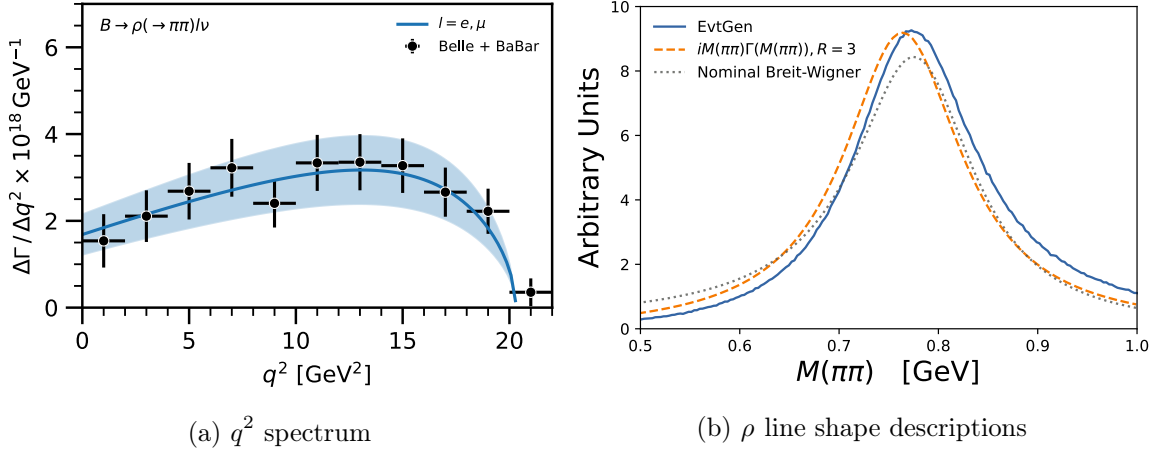 B → ρ(→ ππ)lν
l = e, μ
Belle + BaBar
ΔΓ/Δq² × 10¹⁸ GeV⁻¹
0
2
4
6
0 5 10 15 20
q² [GeV²]
(a) q² spectrum
EvtGen
iM(ππ)Γ(M(ππ)), R = 3
Nominal Breit-Wigner
Arbitrary Units
10
8
6
4
2
0
0.5 0.6 0.7 0.8 0.9 1.0
M(ππ) [GeV]
(b) ρ line shape descriptions